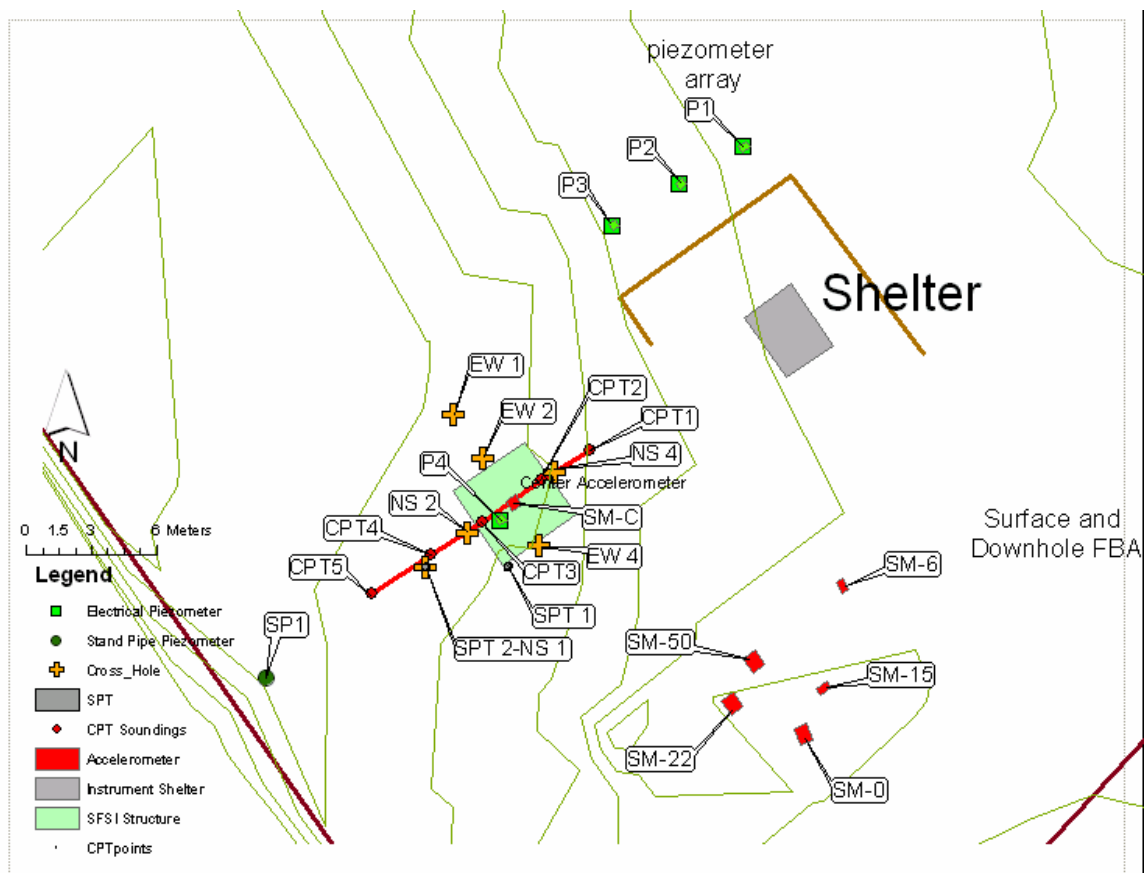 piezometer
array
P1
P2
P3
Shelter
EW 1
CPT2
EW 2
CPT1
P4
NS 4
Center Accelerometer
NS 2
SM-C
N
CPT4
0 1.5 3 6 Meters
Surface and
Downhole FBA
EW 4
CPT3
CPT5
SM-6
Legend
SPT 1
Electrical Piezometer
SP1
Stand Pipe Piezometer
SPT 2-NS 1
SM-50
Cross_Hole
SM-15
SPT
CPT Soundings
SM-22
Accelerometer
SM-0
Instrument Shelter
SFSI Structure
CPTpoints